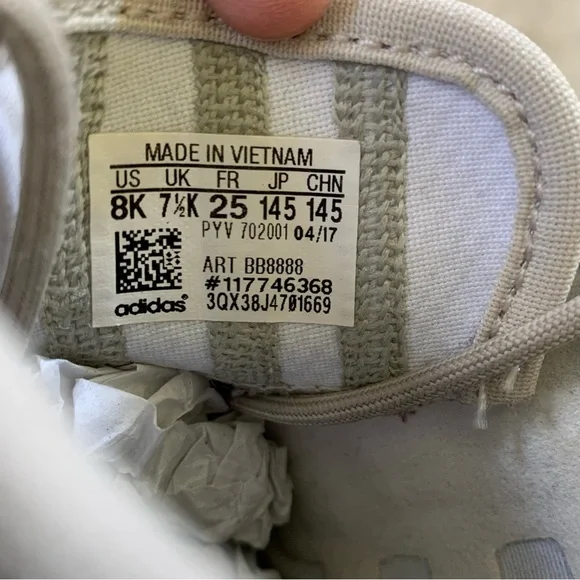 MADE IN VIETNAM
US UK FR JP CHN
8K 7½K 25 145 145
PYV 702001 04/17
ART BB8888
#117746368
adidas® 3QX38J4701669